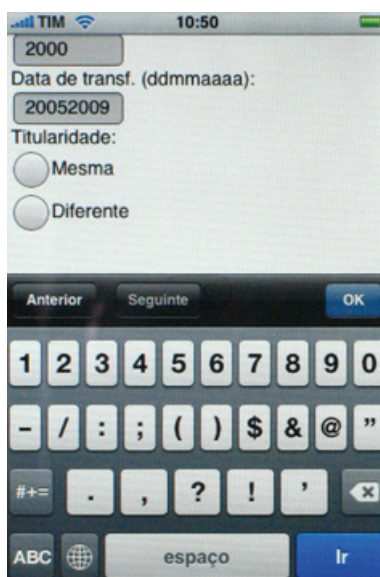 TIM 10:50
2000
Data de transf. (ddmmaaaa):
20052009
Titularidade:
Mesma
Diferente
Anterior Seguinte OK
1 2 3 4 5 6 7 8 9 0
- / : ; ( ) $ & @ "
#+= . , ? ! '
ABC espaço Ir